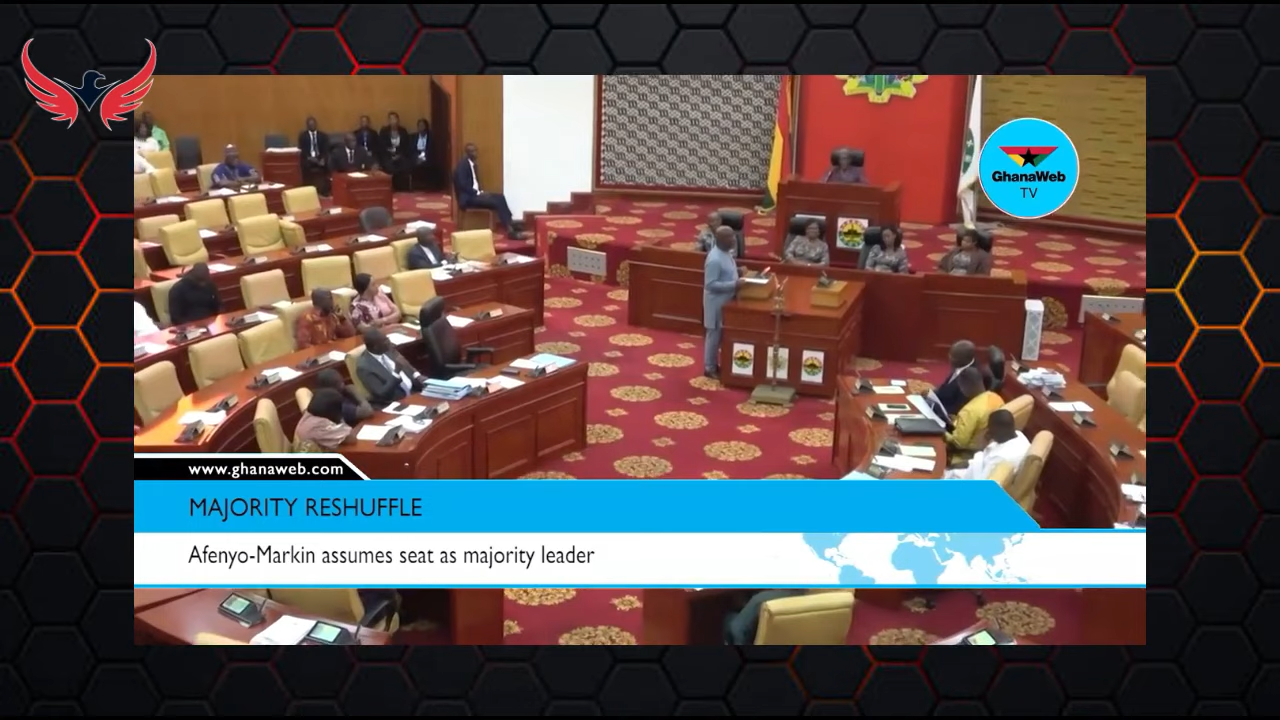 GhanaWeb
TV
www.ghanaweb.com
MAJORITY RESHUFFLE
Afenyo-Markin assumes seat as majority leader